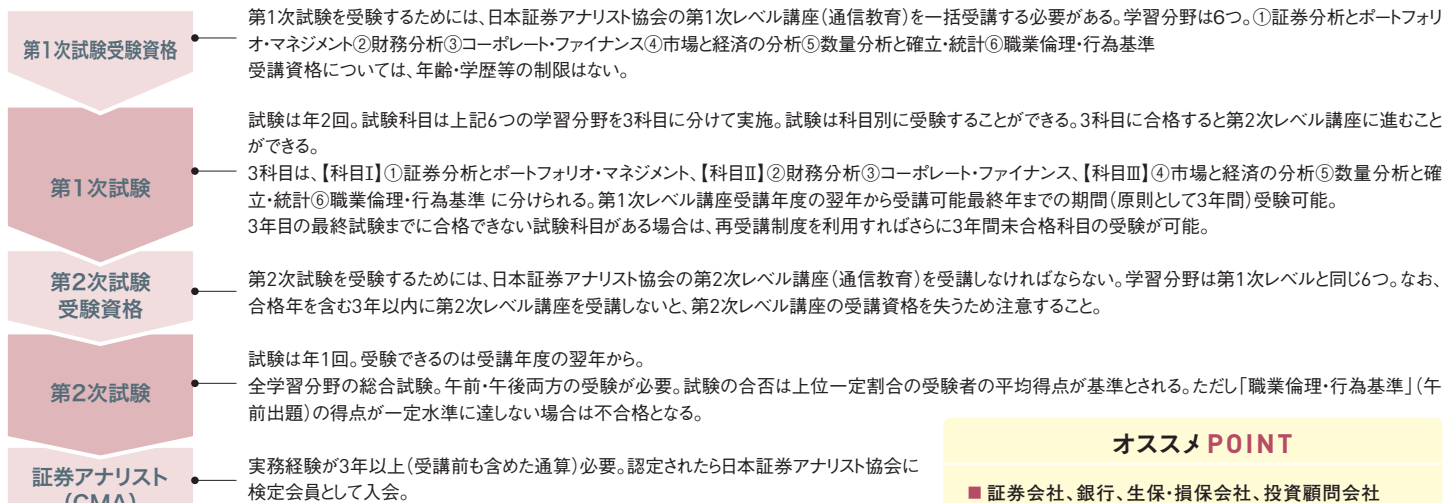 第1次試験受験資格
第1次試験を受験するためには、日本証券アナリスト協会の第1次レベル講座(通信教育)を一括受講する必要がある。学習分野は6つ。①証券分析とポートフォリ
オ・マネジメント②財務分析③コーポレート・ファイナンス④市場と経済の分析⑤数量分析と確立・統計⑥職業倫理・行為基準
受講資格については、年齢・学歴等の制限はない。
第1次試験
試験は年2回。試験科目は上記6つの学習分野を3科目に分けて実施。試験は科目別に受験することができる。3科目に合格すると第2次レベル講座に進むこと
ができる。
3科目は、【科目Ⅰ】①証券分析とポートフォリオ・マネジメント、【科目Ⅱ】②財務分析③コーポレート・ファイナンス、【科目Ⅲ】④市場と経済の分析⑤数量分析と確
立・統計⑥職業倫理・行為基準 に分けられる。第1次レベル講座受講年度の翌年から受講可能最終年までの期間(原則として3年間)受験可能。
3年目の最終試験までに合格できない試験科目がある場合は、再受講制度を利用すればさらに3年間未合格科目の受験が可能。
第2次試験
受験資格
第2次試験を受験するためには、日本証券アナリスト協会の第2次レベル講座(通信教育)を受講しなければならない。学習分野は第1次レベルと同じ6つ。なお、
合格年を含む3年以内に第2次レベル講座を受講しないと、第2次レベル講座の受講資格を失うため注意すること。
第2次試験
試験は年1回。受験できるのは受講年度の翌年から。
全学習分野の総合試験。午前・午後両方の受験が必要。試験の合否は上位一定割合の受験者の平均得点が基準とされる。ただし「職業倫理・行為基準」(午
前出題)の得点が一定水準に達しない場合は不合格となる。
証券アナリスト
(CMA)
実務経験が3年以上(受講前も含めた通算)必要。認定されたら日本証券アナリスト協会に
検定会員として入会。
オススメPOINT
■ 証券会社、銀行、生保・損保会社、投資顧問会社